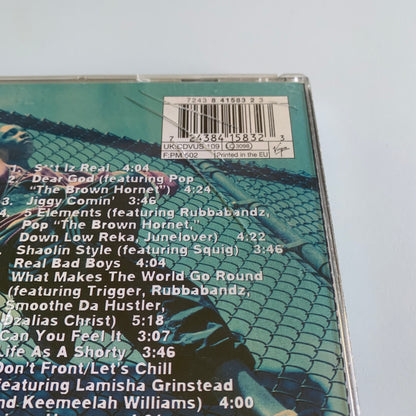 7243 8 41583 2 3
7 24384 15832 3
UK:CDVUS 109
LC 3098
F:PM 502
Printed in the EU
Virgin
S**t Iz Real 4:04
2. Dear God (featuring Pop
"The Brown Hornet") 4:24
3. Jiggy Comin' 3:46
4. 5 Elements (featuring Rubbabandz,
Pop "The Brown Hornet,"
Down Low Reka, Junelover) 4:22
Shaolin Style (featuring Squig) 3:46
Real Bad Boys 4:04
What Makes The World Go Round
(featuring Trigger, Rubbabandz,
Smoothe Da Hustler,
Dzalias Christ) 5:18
Can You Feel It 3:07
Life As A Shorty 3:46
Don't Front/Let's Chill
featuring Lamisha Grinstead
and Keemeelah Williams) 4:00